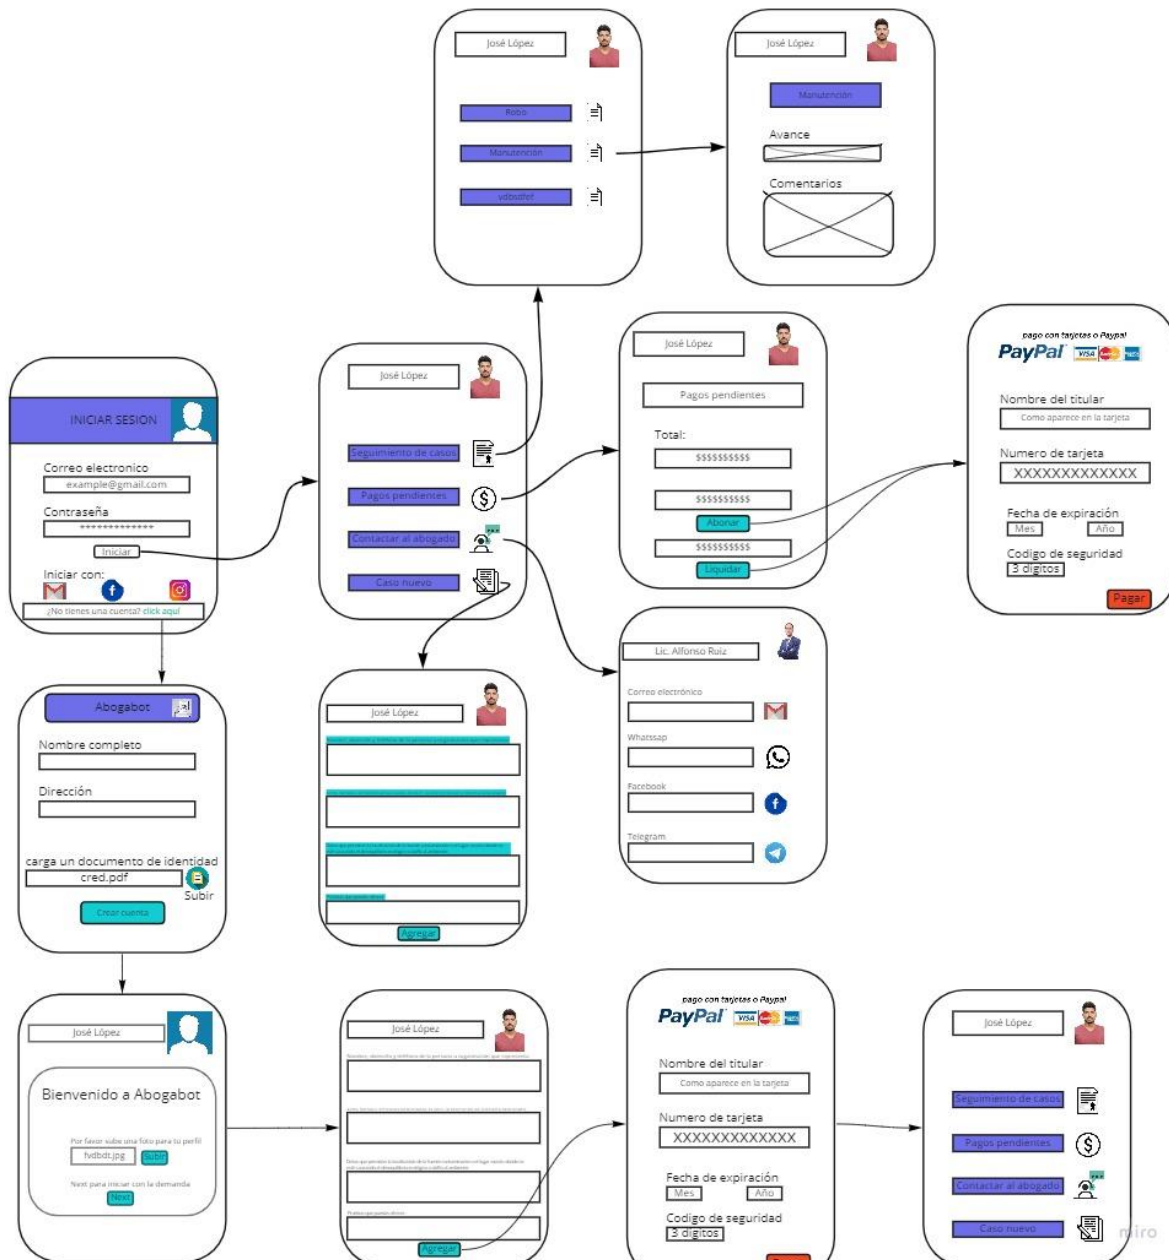 José López
Robo
Manutención
José López
Manutención
Avance
Comentarios
INICIAR SESION
Correo electronico
example@gmail.com
Contraseña
*************
Iniciar
Iniciar con:
¿No tienes una cuenta? click aquí
José López
Seguimiento de casos
Pagos pendientes
Contactar al abogado
Caso nuevo
José López
Pagos pendientes
Total:
$$$$$$$$$$
$$$$$$$$$$
Abonar
$$$$$$$$$$
Liquidar
pago con tarjetas o Paypal
PayPal VISA
Nombre del titular
Como aparece en la tarjeta
Numero de tarjeta
XXXXXXXXXXXXX
Fecha de expiración
Mes Año
Codigo de seguridad
3 digitos
Pagar
Abogabot
Nombre completo
Dirección
carga un documento de identidad
cred.pdf
Subir
Crear cuenta
José López
Agregar
Lic. Alfonso Ruiz
Correo electrónico
Whatssap
Facebook
Telegram
José López
Bienvenido a Abogabot
Por favor sube una foto para tu perfil
fvdbdt.jpg Subir
Next para iniciar con la demanda
Next
José López
Agregar
pago con tarjetas o Paypal
PayPal VISA
Nombre del titular
Como aparece en la tarjeta
Numero de tarjeta
XXXXXXXXXXXXX
Fecha de expiración
Mes Año
Codigo de seguridad
3 digitos
José López
Seguimiento de casos
Pagos pendientes
Contactar al abogado
Caso nuevo
miro